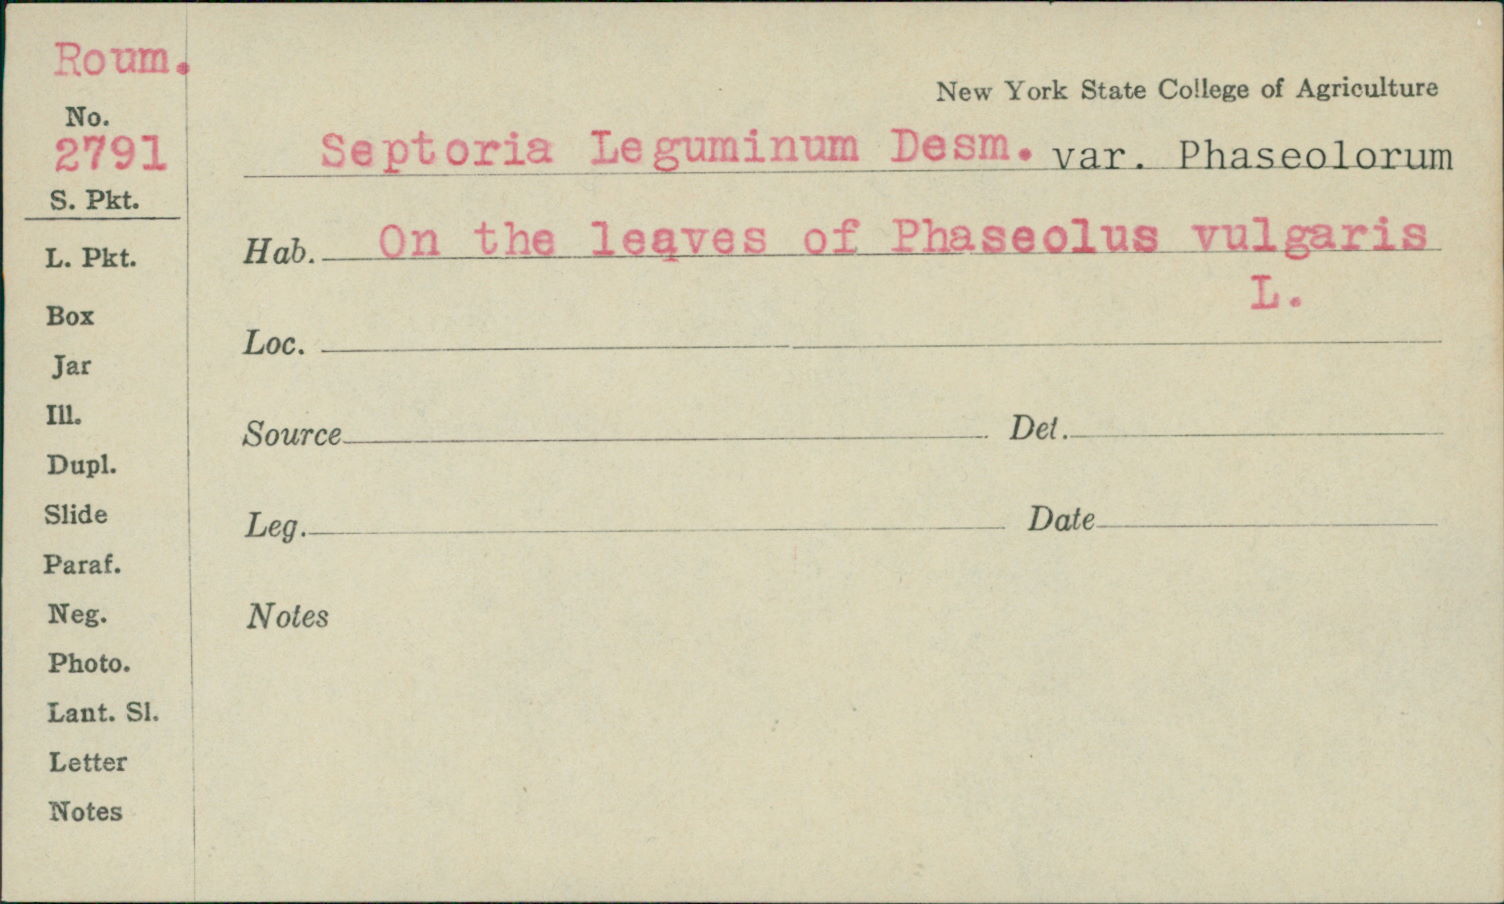 Roum.
No.
2791
S. Pkt.
L. Pkt.
Box
Jar
Ill.
Dupl.
Slide
Paraf.
Neg.
Photo.
Lant. Sl.
Letter
Notes
New York State College of Agriculture
Septoria Leguminum Desm. var. Phaseolorum
Hab. On the leaves of Phaseolus vulgaris
L.
Loc.
Source Det.
Leg. Date
Notes